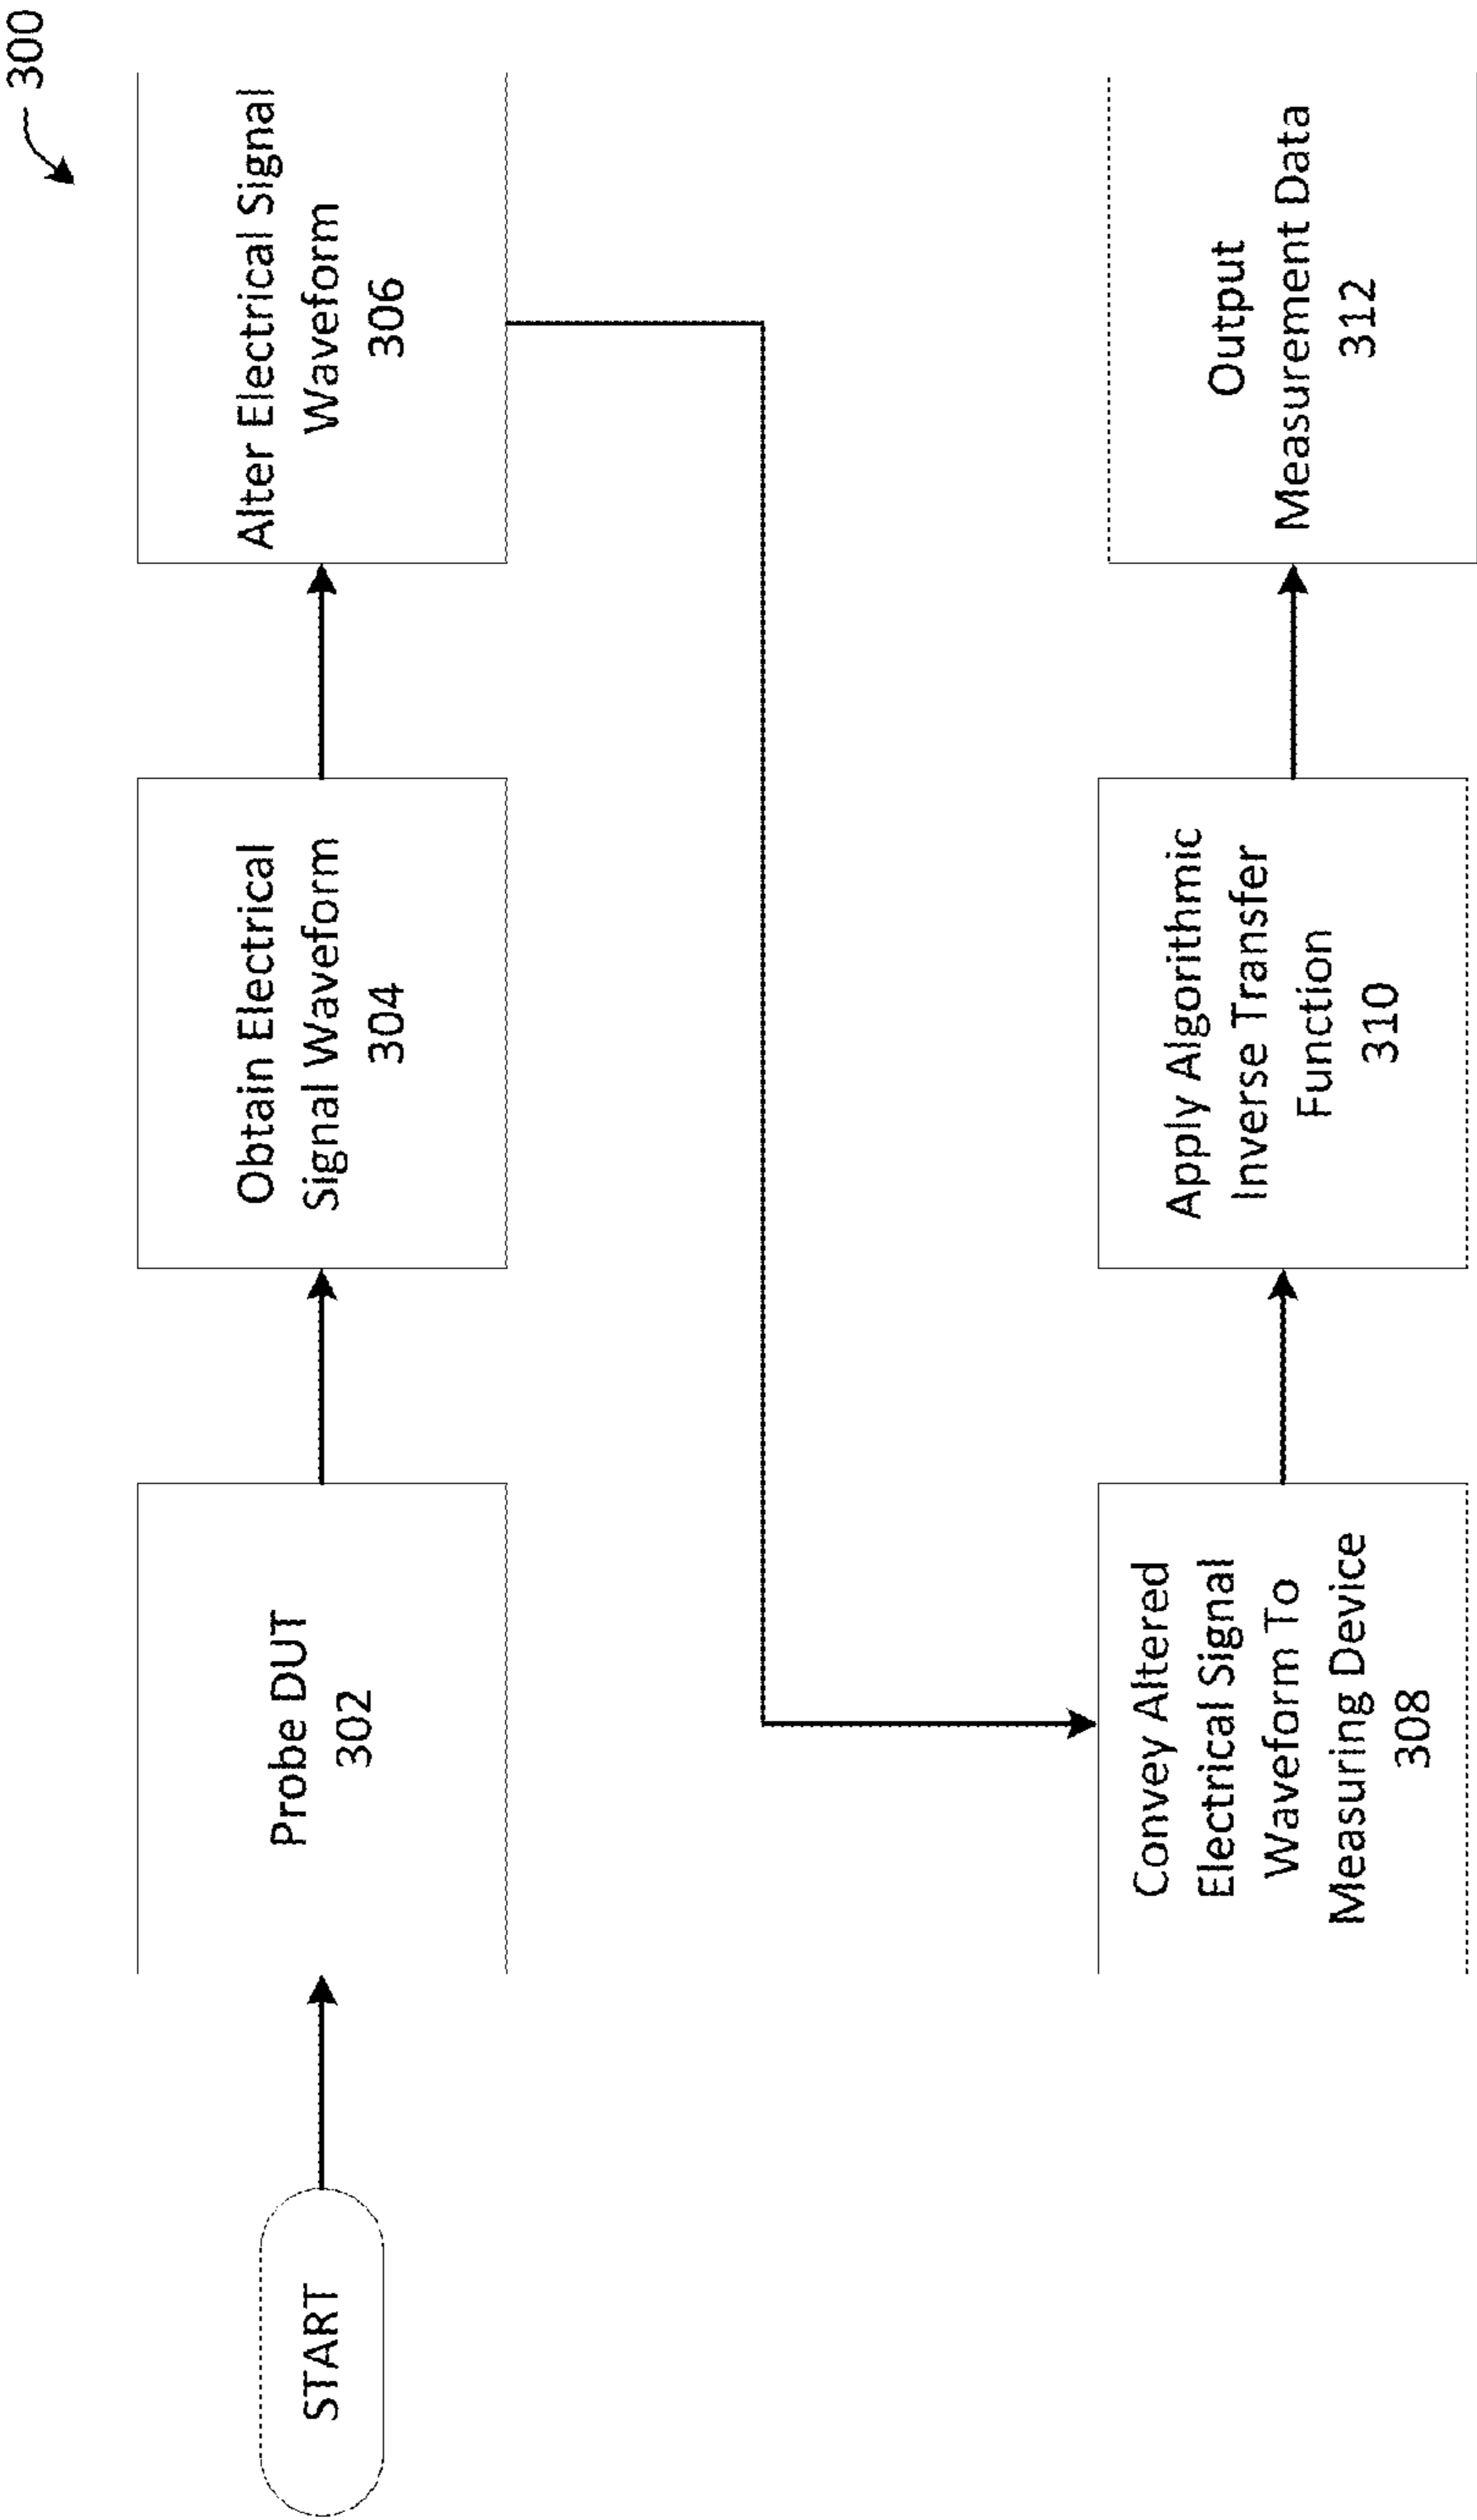 300
START
Probe DUT
302
Obtain Electrical
Signal Waveform
304
Alter Electrical Signal
Waveform
306
Convey Altered
Electrical Signal
Waveform To
Measuring Device
308
Apply Algorithmic
Inverse Transfer
Function
310
Output
Measurement Data
312